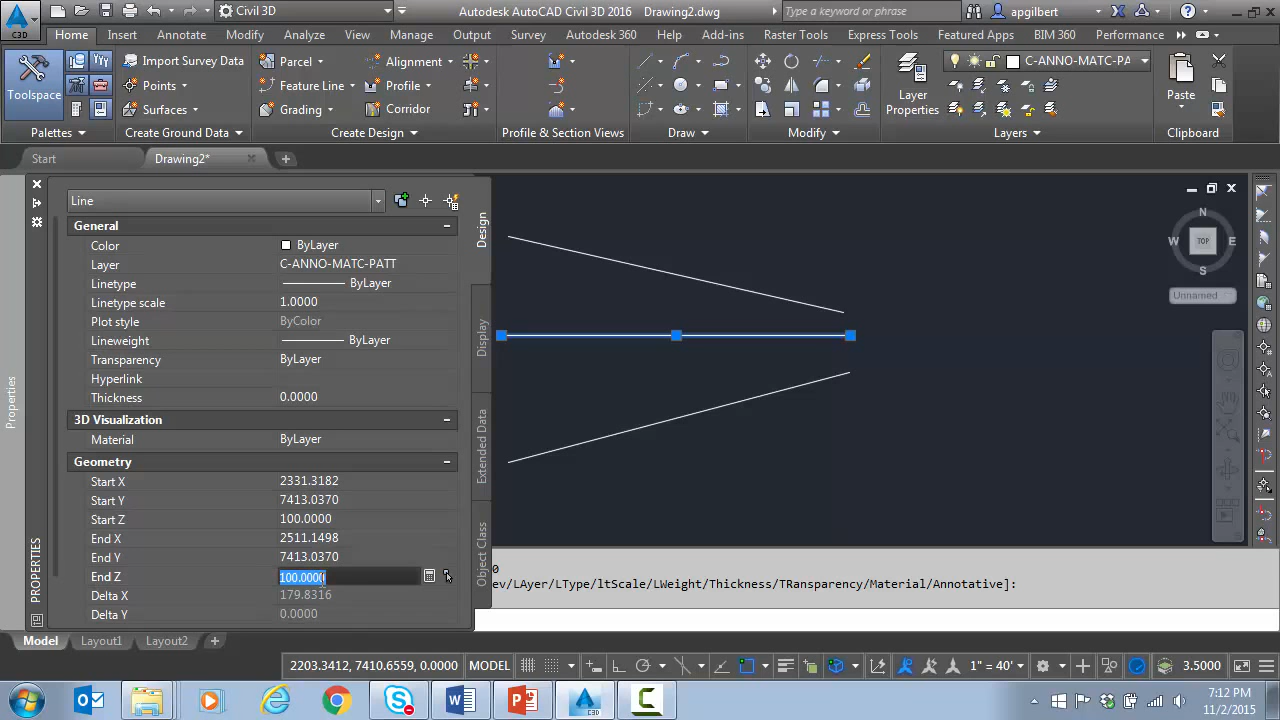 Civil 3D
Autodesk AutoCAD Civil 3D 2016 Drawing2.dwg
Type a keyword or phrase
apgilbert
C3D
Home Insert Annotate Modify Analyze View Manage Output Survey Autodesk 360 Help Add-ins Raster Tools Express Tools Featured Apps BIM 360 Performance
Import Survey Data Parcel Alignment C-ANNO-MATC-PA
Toolspace Points Feature Line Profile Layer Properties Paste
Surfaces Grading Corridor
Palettes Create Ground Data Create Design Profile & Section Views Draw Modify Layers Clipboard
Start Drawing2*
Line
General
Color ByLayer
Layer C-ANNO-MATC-PATT
Linetype ByLayer
Linetype scale 1.0000
Plot style ByColor
Lineweight ByLayer
Transparency ByLayer
Hyperlink
Thickness 0.0000
3D Visualization
Material ByLayer
Geometry
Start X 2331.3182
Start Y 7413.0370
Start Z 100.0000
End X 2511.1498
End Y 7413.0370
End Z 100.0000
Delta X 179.8316
Delta Y 0.0000
Properties
PROPERTIES
Design
Display
Extended Data
Object Class
N
W TOP E
S
Unnamed
0
ev/LAyer/LType/ltScale/LWeight/Thickness/TRansparency/Material/Annotative]:
Model Layout1 Layout2
2203.3412, 7410.6559, 0.0000 MODEL 1" = 40' 3.5000
C3D
7:12 PM
11/2/2015